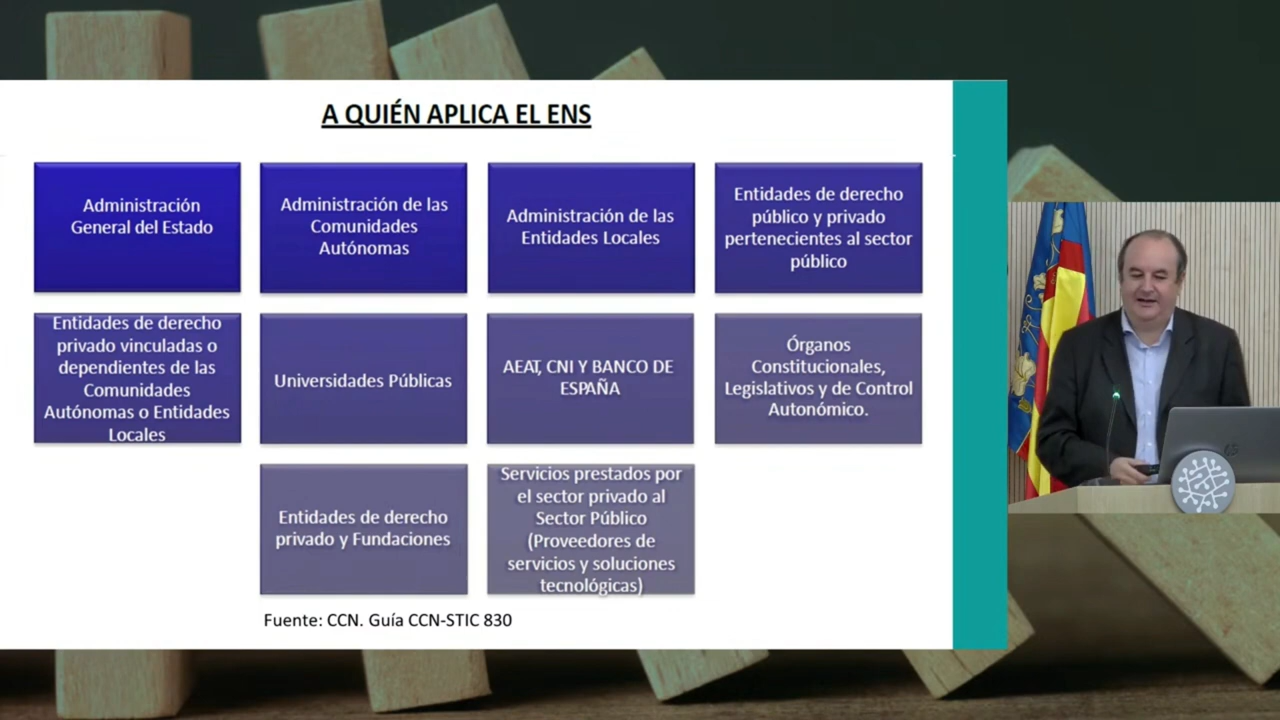 A QUIÉN APLICA EL ENS
Administración
General del Estado
Administración de las
Comunidades
Autónomas
Administración de las
Entidades Locales
Entidades de derecho
público y privado
pertenecientes al sector
público
Entidades de derecho
privado vinculadas o
dependientes de las
Comunidades
Autónomas o Entidades
Locales
Universidades Públicas
AEAT, CNI Y BANCO DE
ESPAÑA
Órganos
Constitucionales,
Legislativos y de Control
Autonómico.
Entidades de derecho
privado y Fundaciones
Servicios prestados por
el sector privado al
Sector Público
(Proveedores de
servicios y soluciones
tecnológicas)
Fuente: CCN. Guía CCN-STIC 830